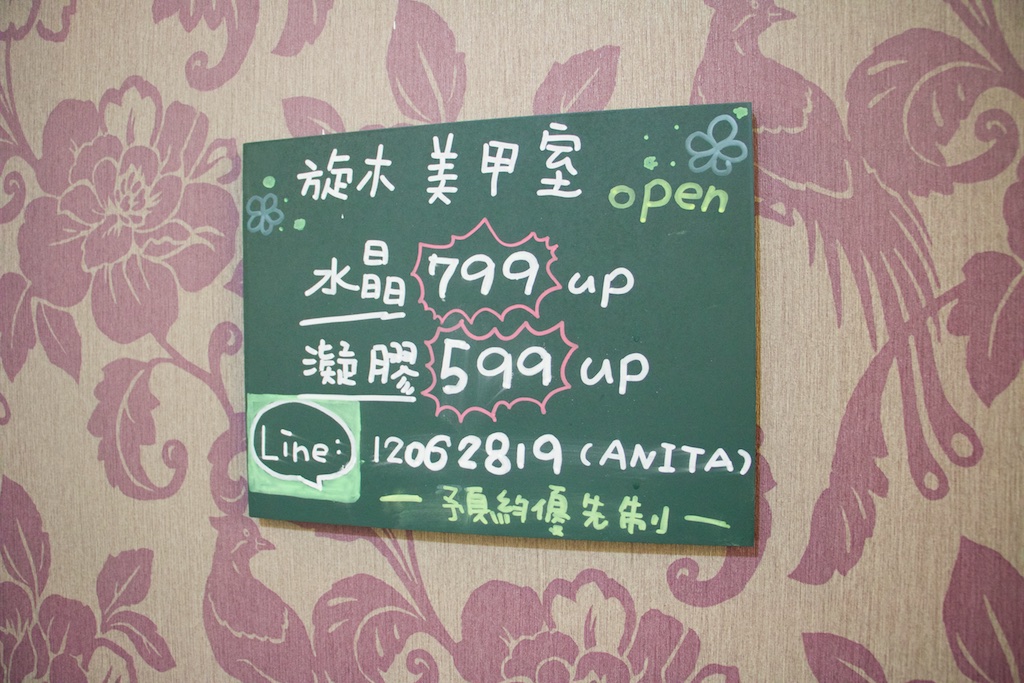 旋木 美甲室
open
水晶 799 up
凝膠 599 up
Line: 12062819 (ANITA)
— 預約優先制 —